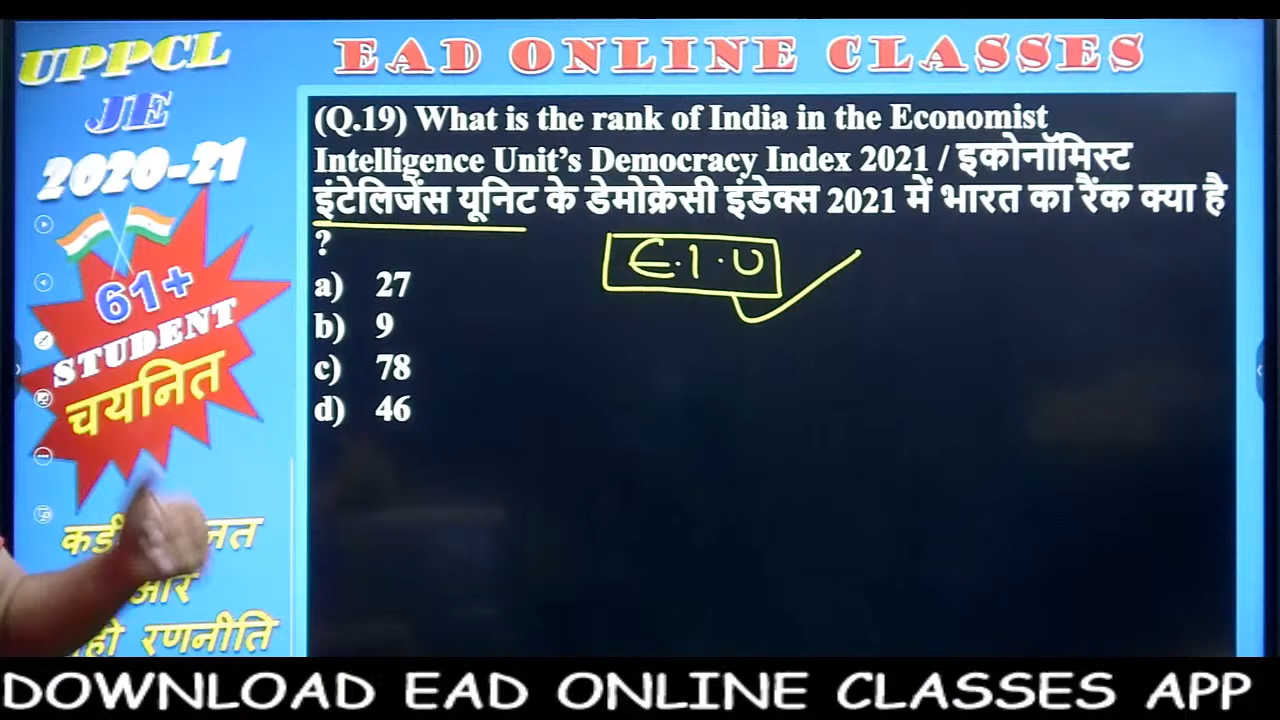 UPPCL
JE
2020-21
61+
STUDENT
चयनित
और
रणनीति
EAD ONLINE CLASSES
(Q.19) What is the rank of India in the Economist
Intelligence Unit's Democracy Index 2021 / इकोनॉमिस्ट
इंटेलिजेंस यूनिट के डेमोक्रेसी इंडेक्स 2021 में भारत का रैंक क्या है
?
E.I.U
a) 27
b) 9
c) 78
d) 46
DOWNLOAD EAD ONLINE CLASSES APP